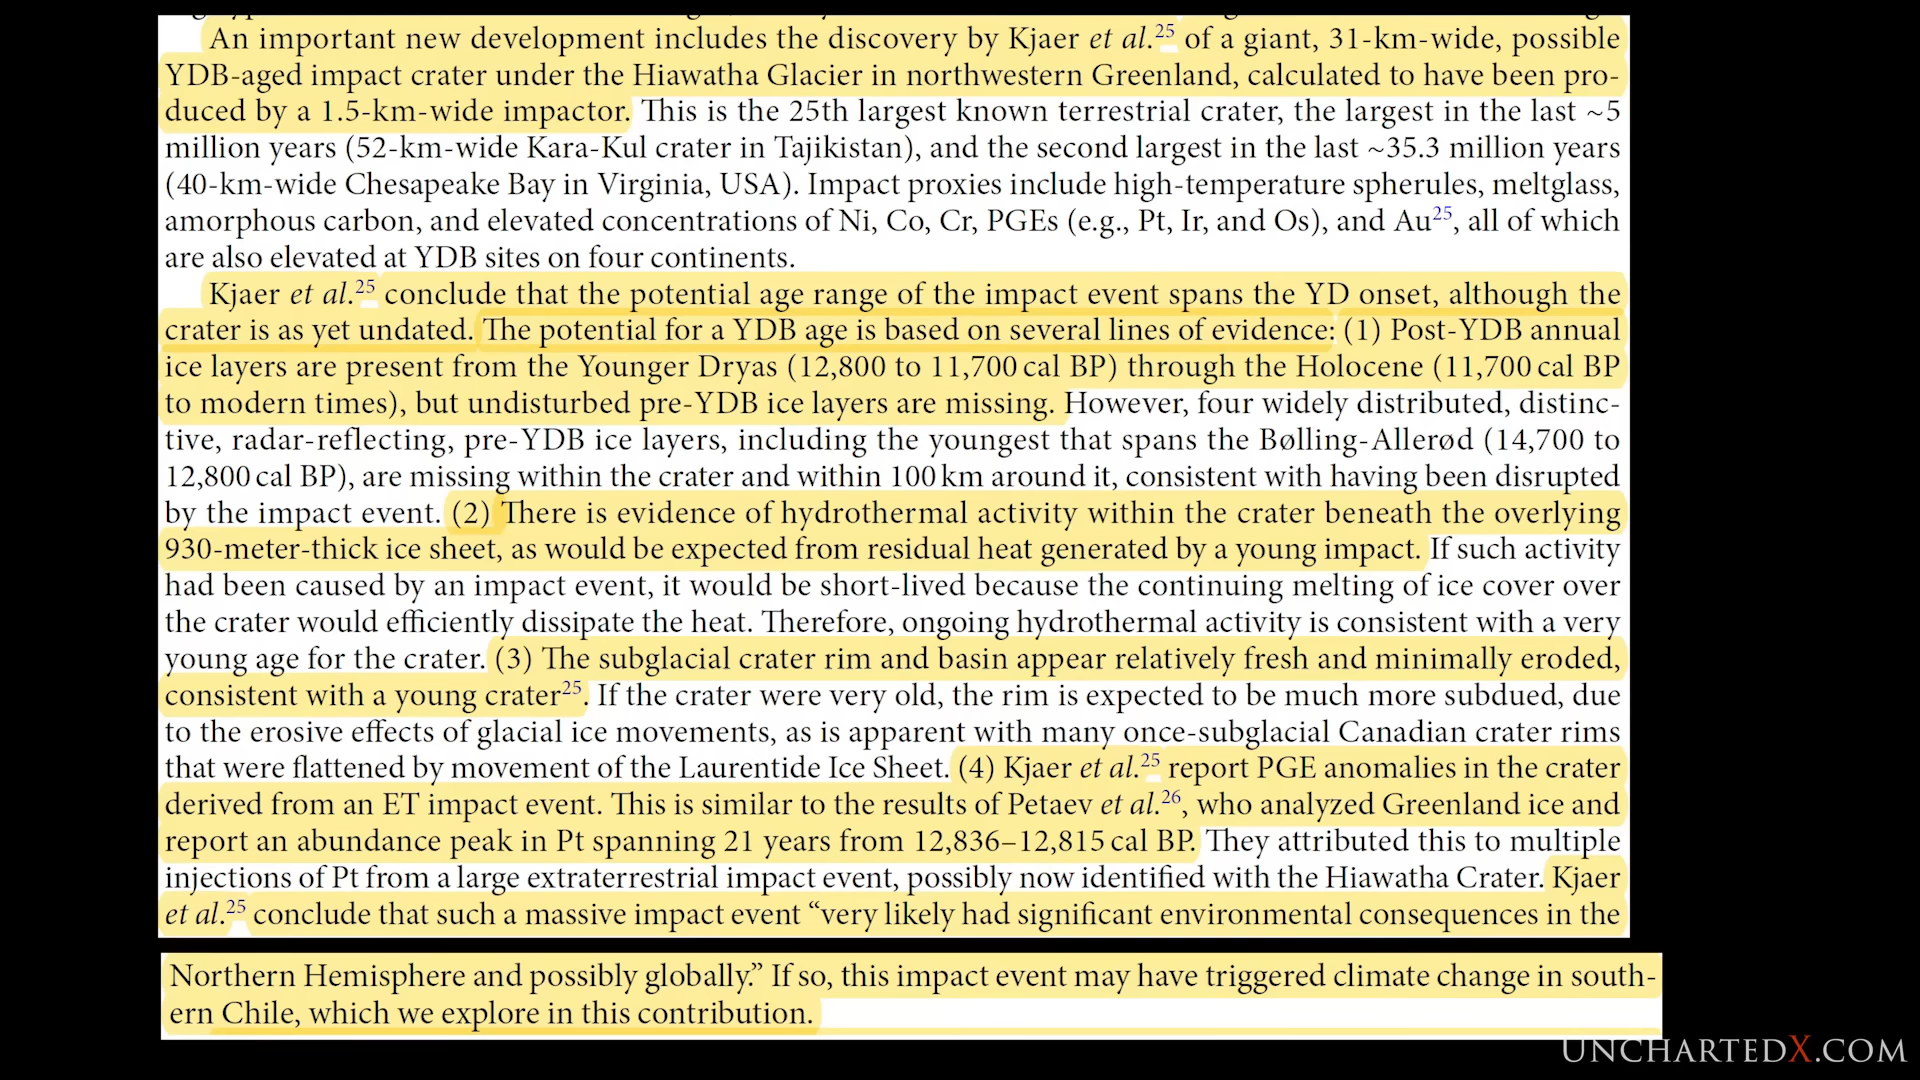 An important new development includes the discovery by Kjaer et al.25 of a giant, 31-km-wide, possible
YDB-aged impact crater under the Hiawatha Glacier in northwestern Greenland, calculated to have been pro-
duced by a 1.5-km-wide impactor. This is the 25th largest known terrestrial crater, the largest in the last ~5
million years (52-km-wide Kara-Kul crater in Tajikistan), and the second largest in the last ~35.3 million years
(40-km-wide Chesapeake Bay in Virginia, USA). Impact proxies include high-temperature spherules, meltglass,
amorphous carbon, and elevated concentrations of Ni, Co, Cr, PGEs (e.g., Pt, Ir, and Os), and Au25, all of which
are also elevated at YDB sites on four continents.
Kjaer et al.25 conclude that the potential age range of the impact event spans the YD onset, although the
crater is as yet undated. The potential for a YDB age is based on several lines of evidence: (1) Post-YDB annual
ice layers are present from the Younger Dryas (12,800 to 11,700 cal BP) through the Holocene (11,700 cal BP
to modern times), but undisturbed pre-YDB ice layers are missing. However, four widely distributed, distinc-
tive, radar-reflecting, pre-YDB ice layers, including the youngest that spans the Bølling-Allerød (14,700 to
12,800 cal BP), are missing within the crater and within 100 km around it, consistent with having been disrupted
by the impact event. (2) There is evidence of hydrothermal activity within the crater beneath the overlying
930-meter-thick ice sheet, as would be expected from residual heat generated by a young impact. If such activity
had been caused by an impact event, it would be short-lived because the continuing melting of ice cover over
the crater would efficiently dissipate the heat. Therefore, ongoing hydrothermal activity is consistent with a very
young age for the crater. (3) The subglacial crater rim and basin appear relatively fresh and minimally eroded,
consistent with a young crater25. If the crater were very old, the rim is expected to be much more subdued, due
to the erosive effects of glacial ice movements, as is apparent with many once-subglacial Canadian crater rims
that were flattened by movement of the Laurentide Ice Sheet. (4) Kjaer et al.25 report PGE anomalies in the crater
derived from an ET impact event. This is similar to the results of Petaev et al.26, who analyzed Greenland ice and
report an abundance peak in Pt spanning 21 years from 12,836–12,815 cal BP. They attributed this to multiple
injections of Pt from a large extraterrestrial impact event, possibly now identified with the Hiawatha Crater. Kjaer
et al.25 conclude that such a massive impact event “very likely had significant environmental consequences in the
Northern Hemisphere and possibly globally.” If so, this impact event may have triggered climate change in south-
ern Chile, which we explore in this contribution.
UNCHARTEDX.COM